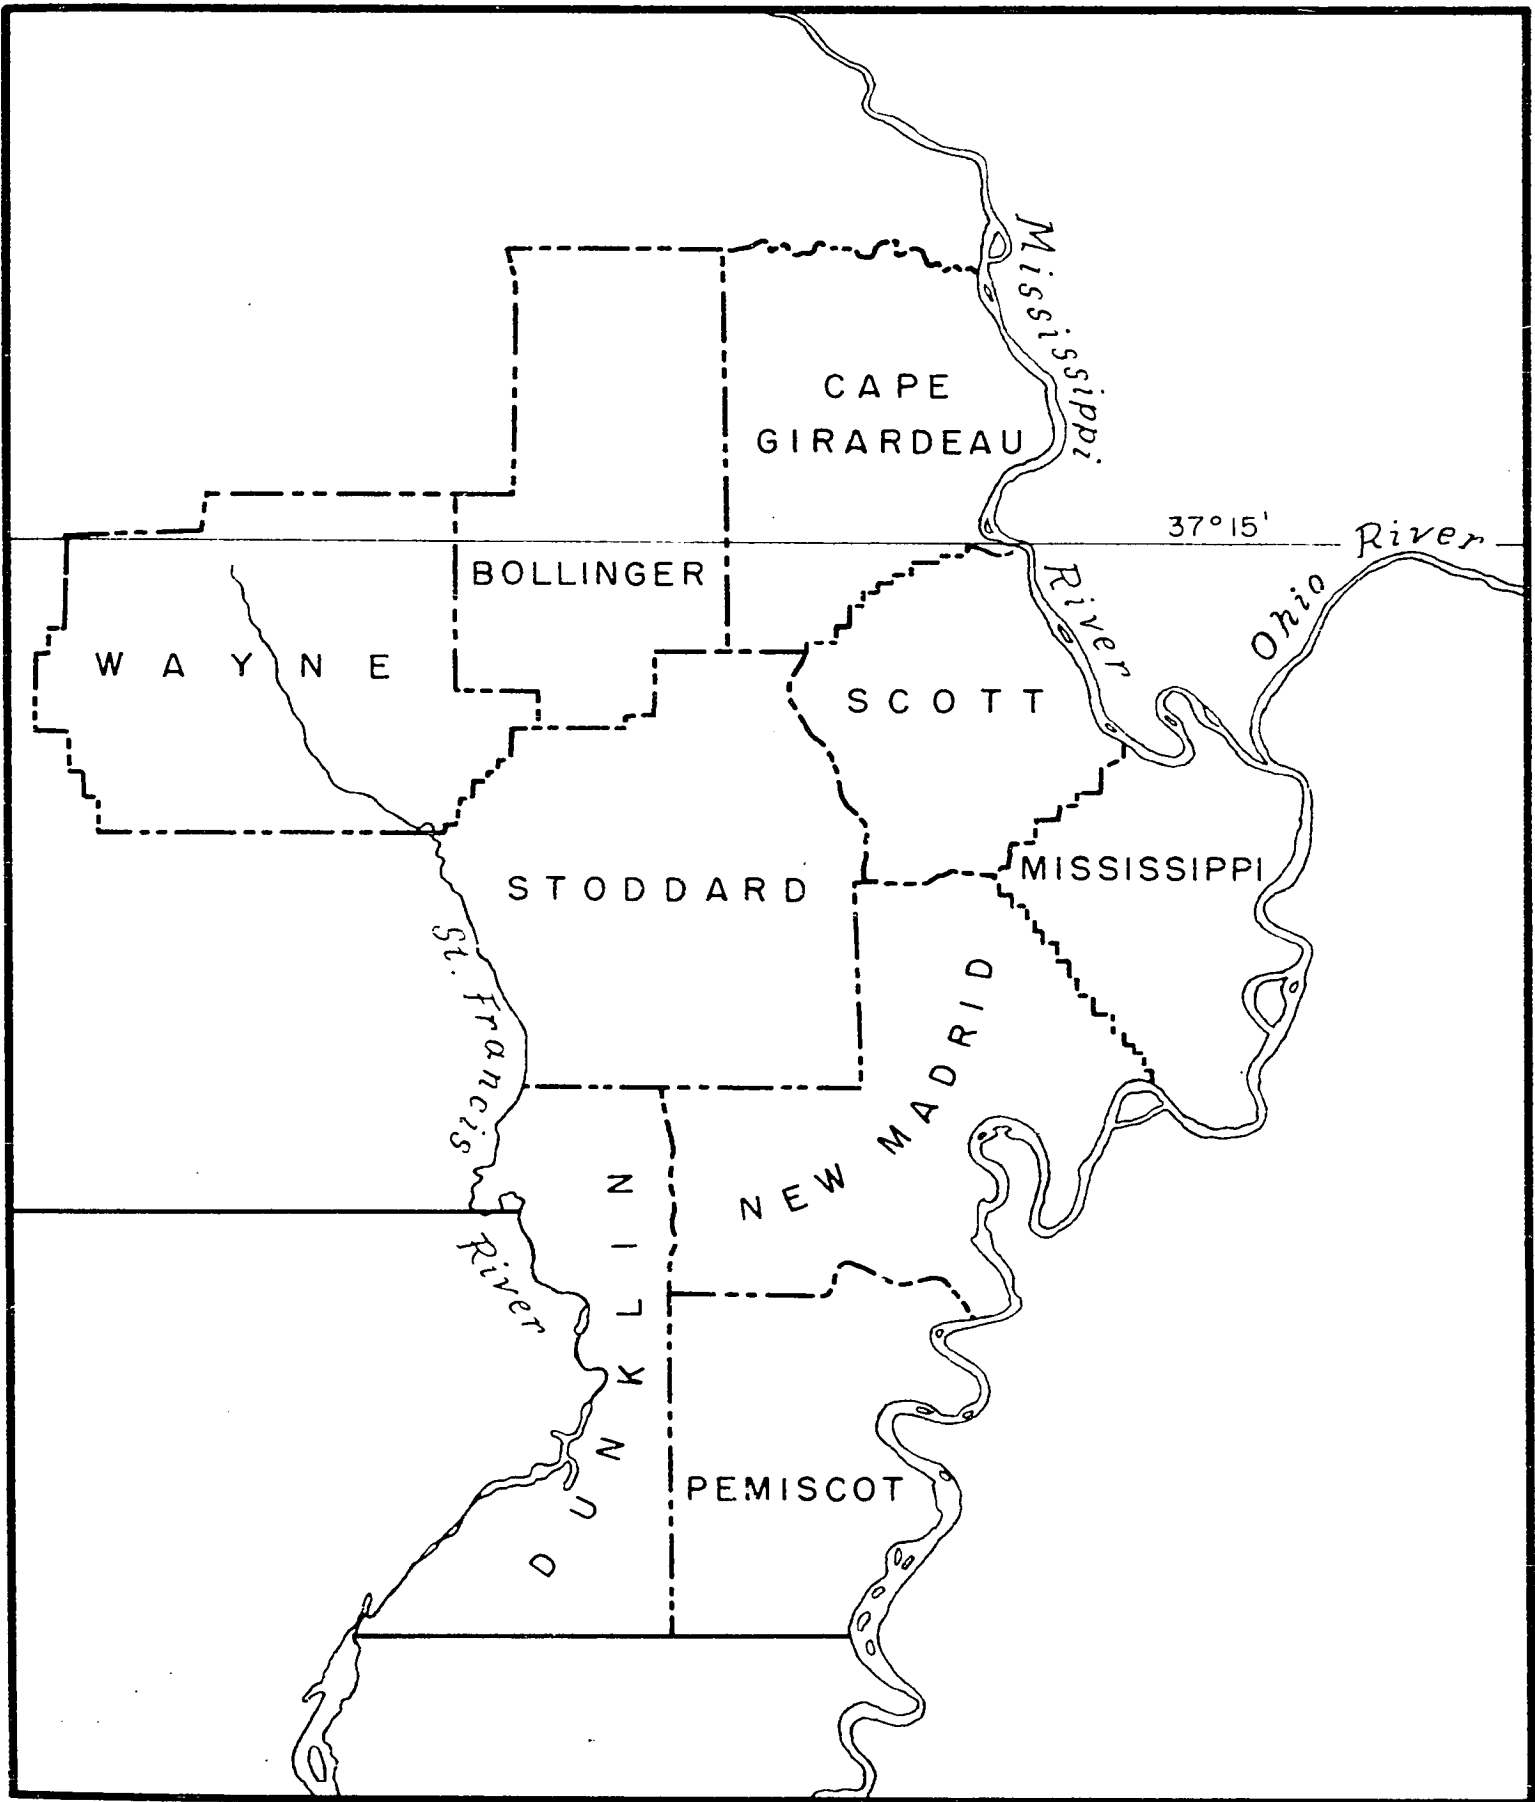 Mississippi
CAPE
GIRARDEAU
37°15'
River
BOLLINGER
River
Ohio
WAYNE
SCOTT
MISSISSIPPI
STODDARD
St. Francis
NEW MADRID
River
DUNKLIN
PEMISCOT